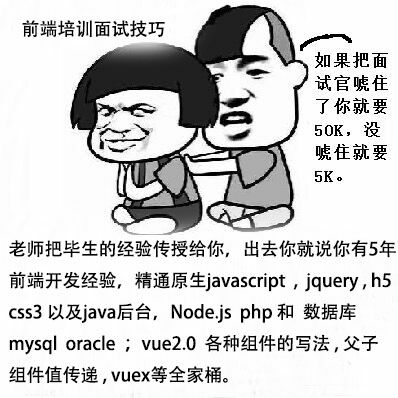 前端培训面试技巧
如果把面
试官唬住
了你就要
50K，没
唬住就要
5K。
老师把毕生的经验传授给你，出去你就说你有5年
前端开发经验，精通原生javascript , jquery , h5
css3 以及java后台，Node.js php 和 数据库
mysql oracle ；vue2.0 各种组件的写法 , 父子
组件值传递 , vuex等全家桶。